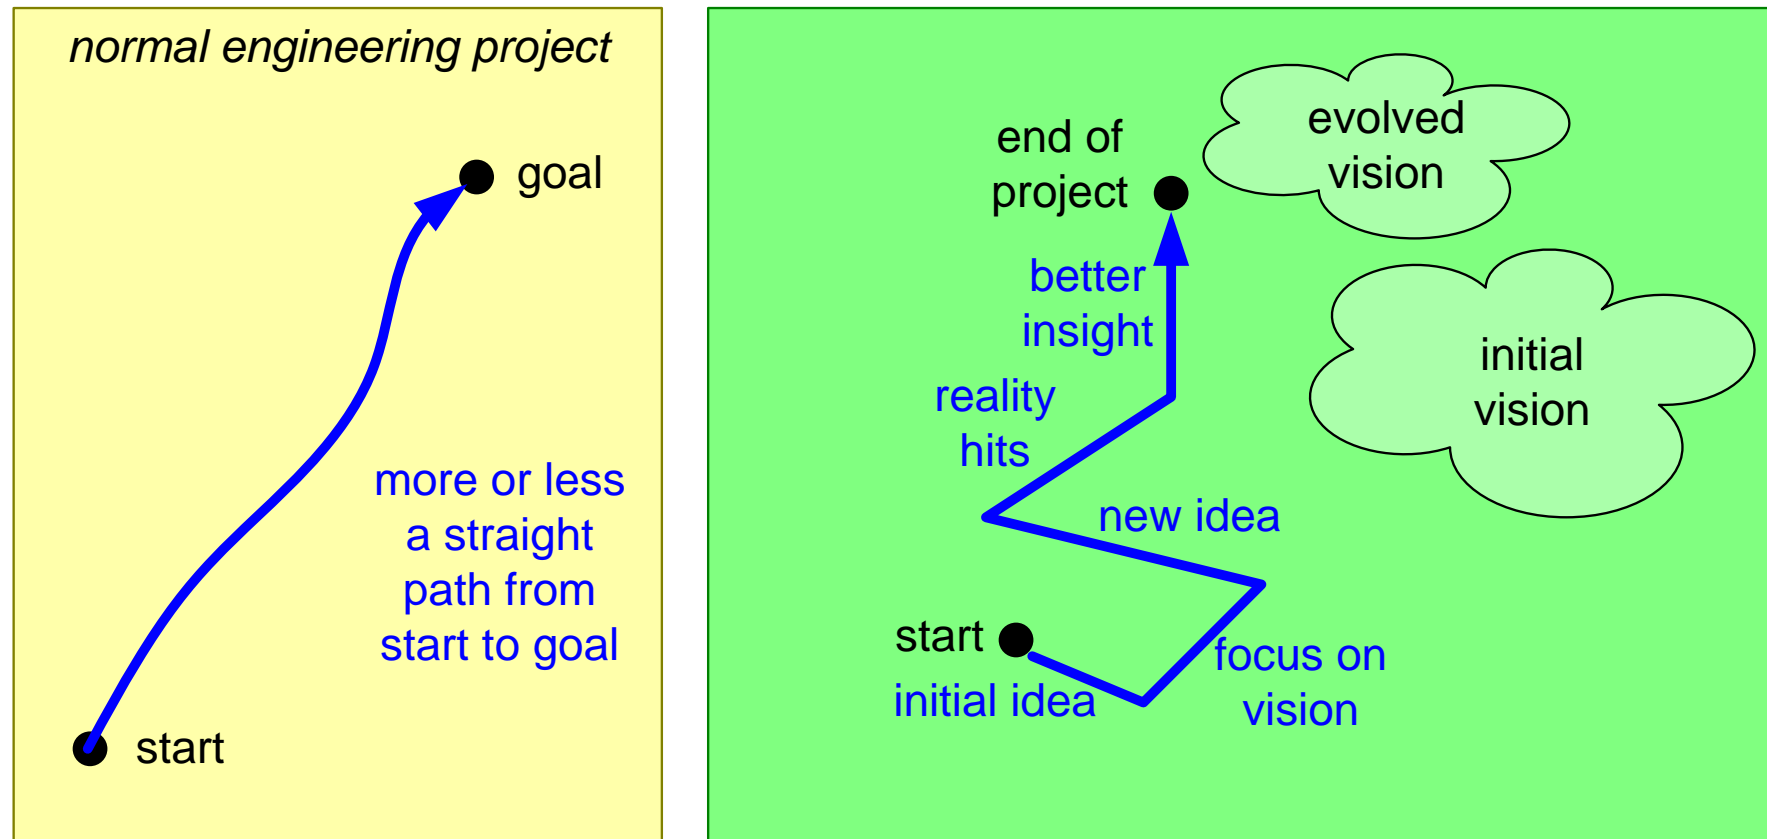 normal engineering project
goal
more or less
a straight
path from
start to goal
start
evolved
vision
end of
project
better
insight
initial
vision
reality
hits
new idea
start
focus on
vision
initial idea